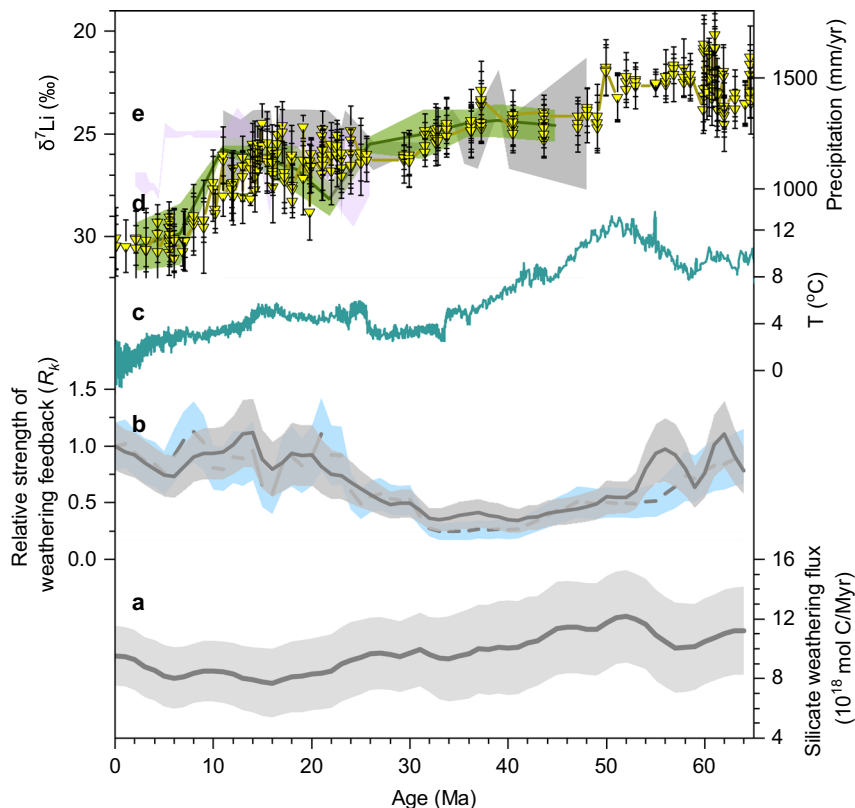 20
25
30
δ⁷Li (‰)
e
d
1500
1000
Precipitation (mm/yr)
12
8
4
0
T (°C)
c
1.5
1.0
0.5
0.0
Relative strength of
weathering feedback (Rₖ)
b
a
16
12
8
4
Silicate weathering flux
(10¹⁸ mol C/Myr)
0
10
20
30
40
50
60
Age (Ma)